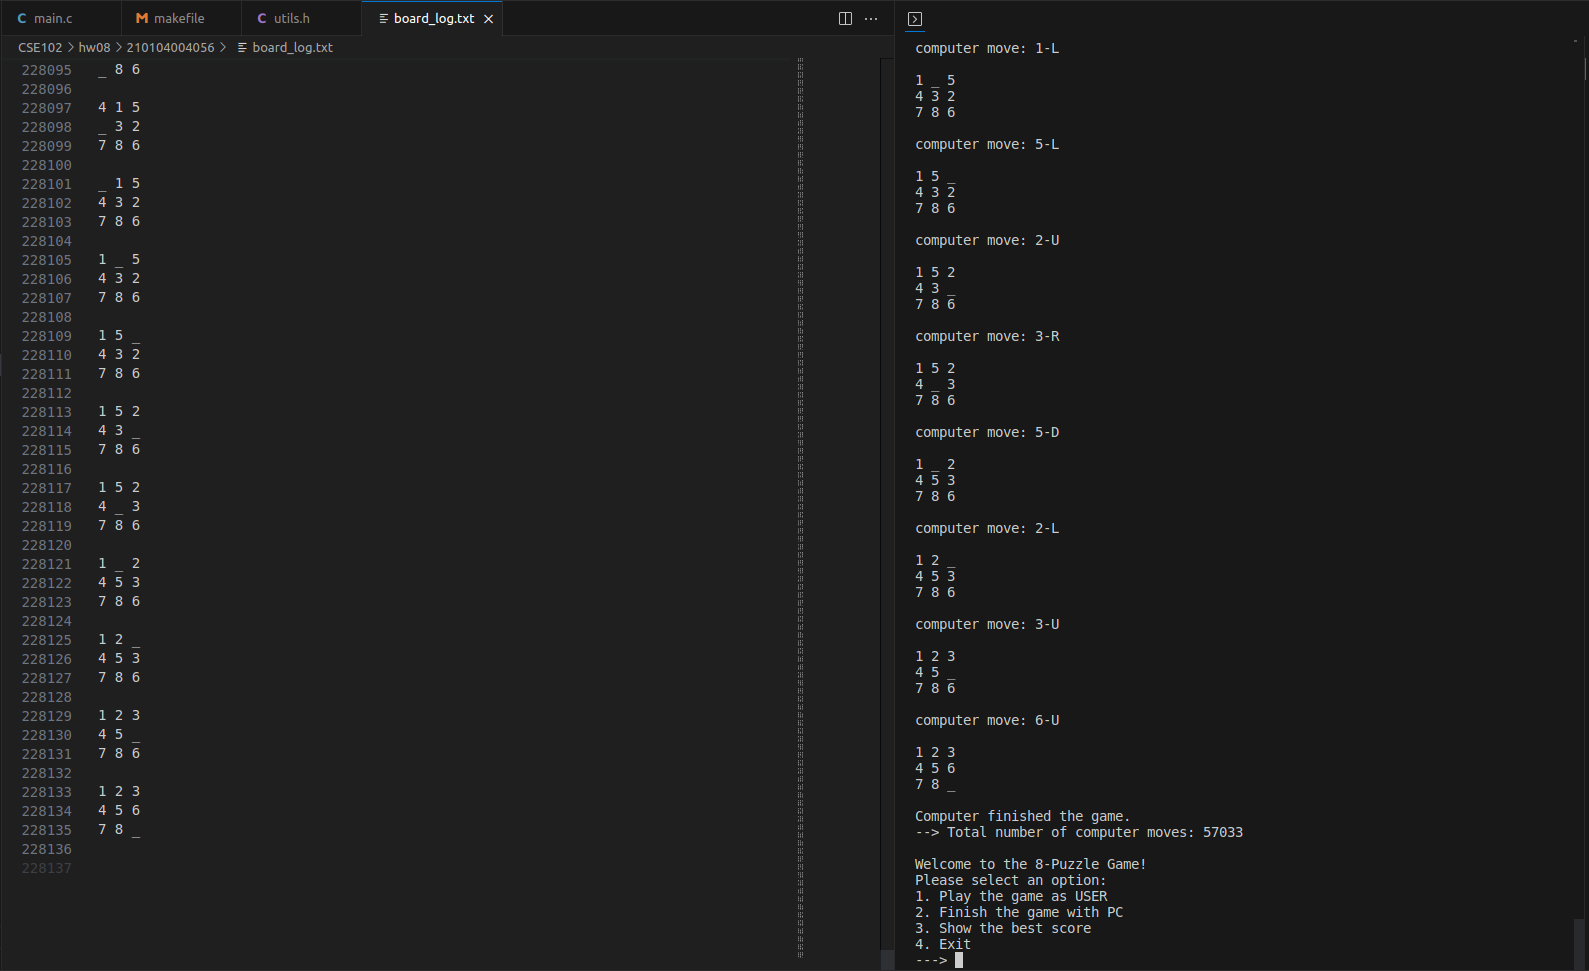 main.c
makefile
utils.h
board_log.txt
CSE102 > hw08 > 210104004056 > board_log.txt
228095 _ 8 6
228096
228097 4 1 5
228098 _ 3 2
228099 7 8 6
228100
228101 _ 1 5
228102 4 3 2
228103 7 8 6
228104
228105 1 _ 5
228106 4 3 2
228107 7 8 6
228108
228109 1 5 _
228110 4 3 2
228111 7 8 6
228112
228113 1 5 2
228114 4 3 _
228115 7 8 6
228116
228117 1 5 2
228118 4 _ 3
228119 7 8 6
228120
228121 1 _ 2
228122 4 5 3
228123 7 8 6
228124
228125 1 2 _
228126 4 5 3
228127 7 8 6
228128
228129 1 2 3
228130 4 5 _
228131 7 8 6
228132
228133 1 2 3
228134 4 5 6
228135 7 8 _
228136
228137
computer move: 1-L
1 _ 5
4 3 2
7 8 6
computer move: 5-L
1 5 _
4 3 2
7 8 6
computer move: 2-U
1 5 2
4 3 _
7 8 6
computer move: 3-R
1 5 2
4 _ 3
7 8 6
computer move: 5-D
1 _ 2
4 5 3
7 8 6
computer move: 2-L
1 2 _
4 5 3
7 8 6
computer move: 3-U
1 2 3
4 5 _
7 8 6
computer move: 6-U
1 2 3
4 5 6
7 8 _
Computer finished the game.
--> Total number of computer moves: 57033
Welcome to the 8-Puzzle Game!
Please select an option:
1. Play the game as USER
2. Finish the game with PC
3. Show the best score
4. Exit
--->